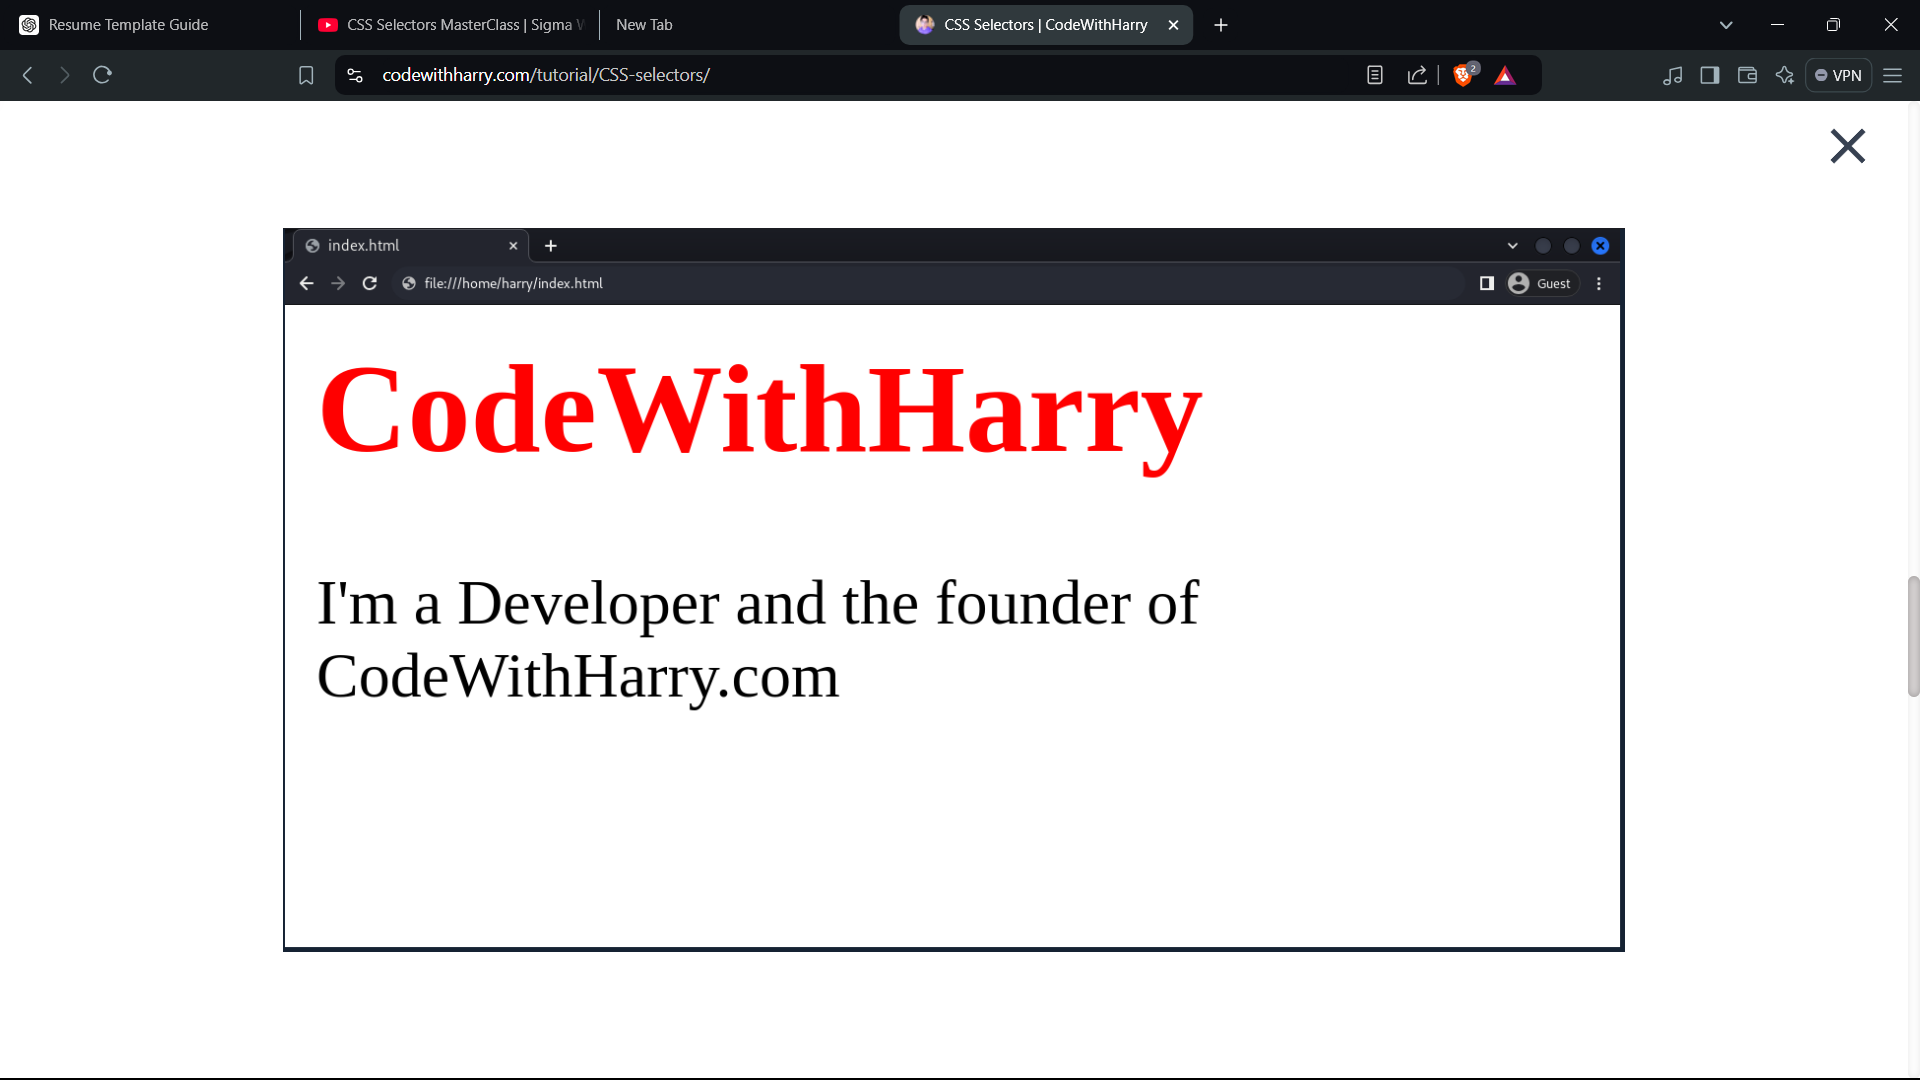 Resume Template Guide
CSS Selectors MasterClass | Sigma
New Tab
CSS Selectors | CodeWithHarry
codewithharry.com/tutorial/CSS-selectors/
2
VPN
index.html
file:///home/harry/index.html
Guest
CodeWithHarry
I'm a Developer and the founder of
CodeWithHarry.com